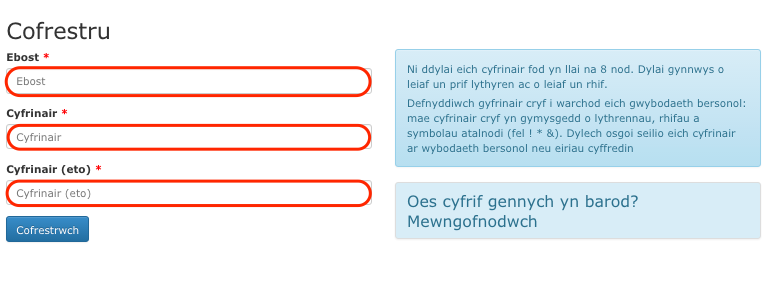 Cofrestru
Ebost *
Ebost
Cyfrinair *
Cyfrinair
Cyfrinair (eto) *
Cyfrinair (eto)
Cofrestrwch
Ni ddylai eich cyfrinair fod yn llai na 8 nod. Dylai gynnwys o
leiaf un prif lythyren ac o leiaf un rhif.
Defnyddiwch gyfrinair cryf i warchod eich gwybodaeth bersonol:
mae cyfrinair cryf yn gymysgedd o lythrennau, rhifau a
symbolau atalnodi (fel ! * &). Dylech osgoi seilio eich cyfrinair
ar wybodaeth bersonol neu eiriau cyffredin
Oes cyfrif gennych yn barod?
Mewngofnodwch